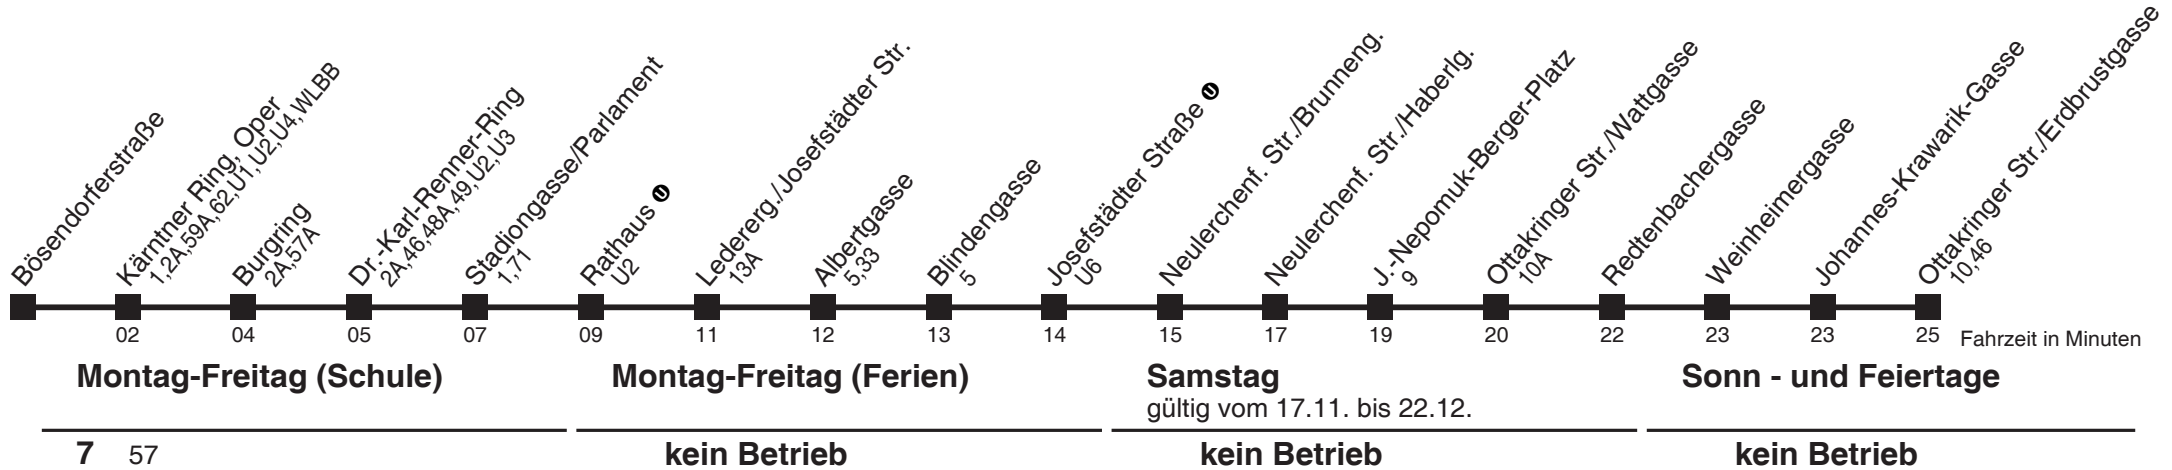 Bösendorferstraße
Kärntner Ring, Oper
1,2A,59A,62,U1,U2,U4,WLBB
Burgring
2A,57A
Dr.-Karl-Renner-Ring
2A,46,48A,49,U2,U3
Stadiongasse/Parlament
1,71
Rathaus U
U2
Ledererg./Josefstädter Str.
13A
Albertgasse
5,33
Blindengasse
5
Josefstädter Straße U
U6
Neulerchenf. Str./Brunneng.
Neulerchenf. Str./Haberlg.
J.-Nepomuk-Berger-Platz
9
Ottakringer Str./Wattgasse
10A
Redtenbachergasse
Weinheimergasse
Johannes-Krawarik-Gasse
Ottakringer Str./Erdbrustgasse
10,46
02 04 05 07 09 11 12 13 14 15 17 19 20 22 23 23 25 Fahrzeit in Minuten
Montag-Freitag (Schule) Montag-Freitag (Ferien) Samstag Sonn - und Feiertage
gültig vom 17.11. bis 22.12.
7 57 kein Betrieb kein Betrieb kein Betrieb